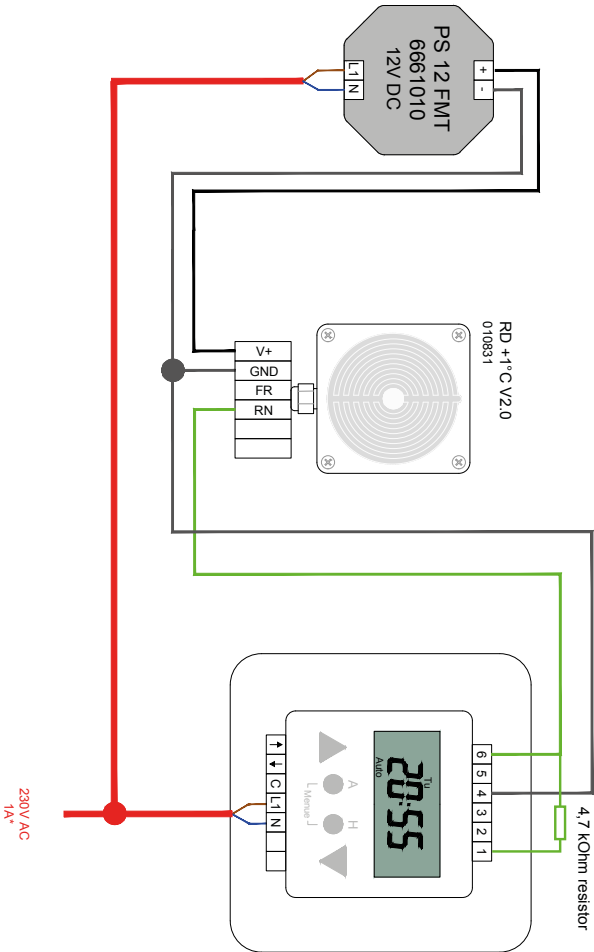 PS 12 FMT
6661010
12V DC
L1 N
+ -
RD +1°C V2.0
010831
V+
GND
FR
RN
4,7 kOhm resistor
6 5 4 3 2 1
Tu
20:55
Auto
A H
Menue
↑ ↓ C L1 N
230V AC
1A*